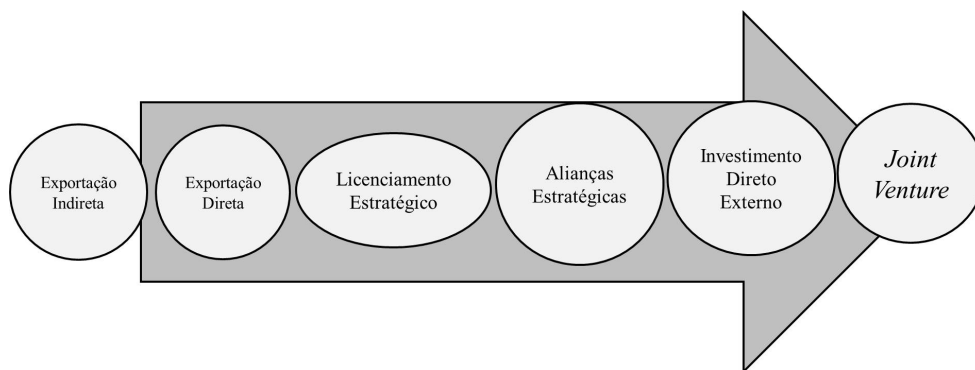 Exportação
Indireta
Exportação
Direta
Licenciamento
Estratégico
Alianças
Estratégicas
Investimento
Direto
Externo
Joint
Venture